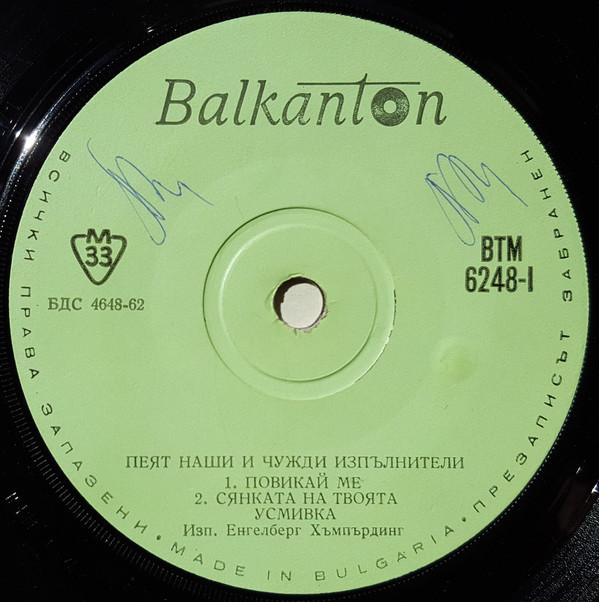 Balkanton
М
33
БДС 4648-62
ВТМ
6248-I
ПЕЯТ НАШИ И ЧУЖДИ ИЗПЪЛНИТЕЛИ
1. ПОВИКАЙ МЕ
2. СЯНКАТА НА ТВОЯТА
УСМИВКА
Изп. Енгелберг Хъмпърдинг
ВСИЧКИ ПРАВА ЗАПАЗЕНИ · MADE IN BULGARIA · ПРЕЗАПИСЪТ ЗАБРАНЕН